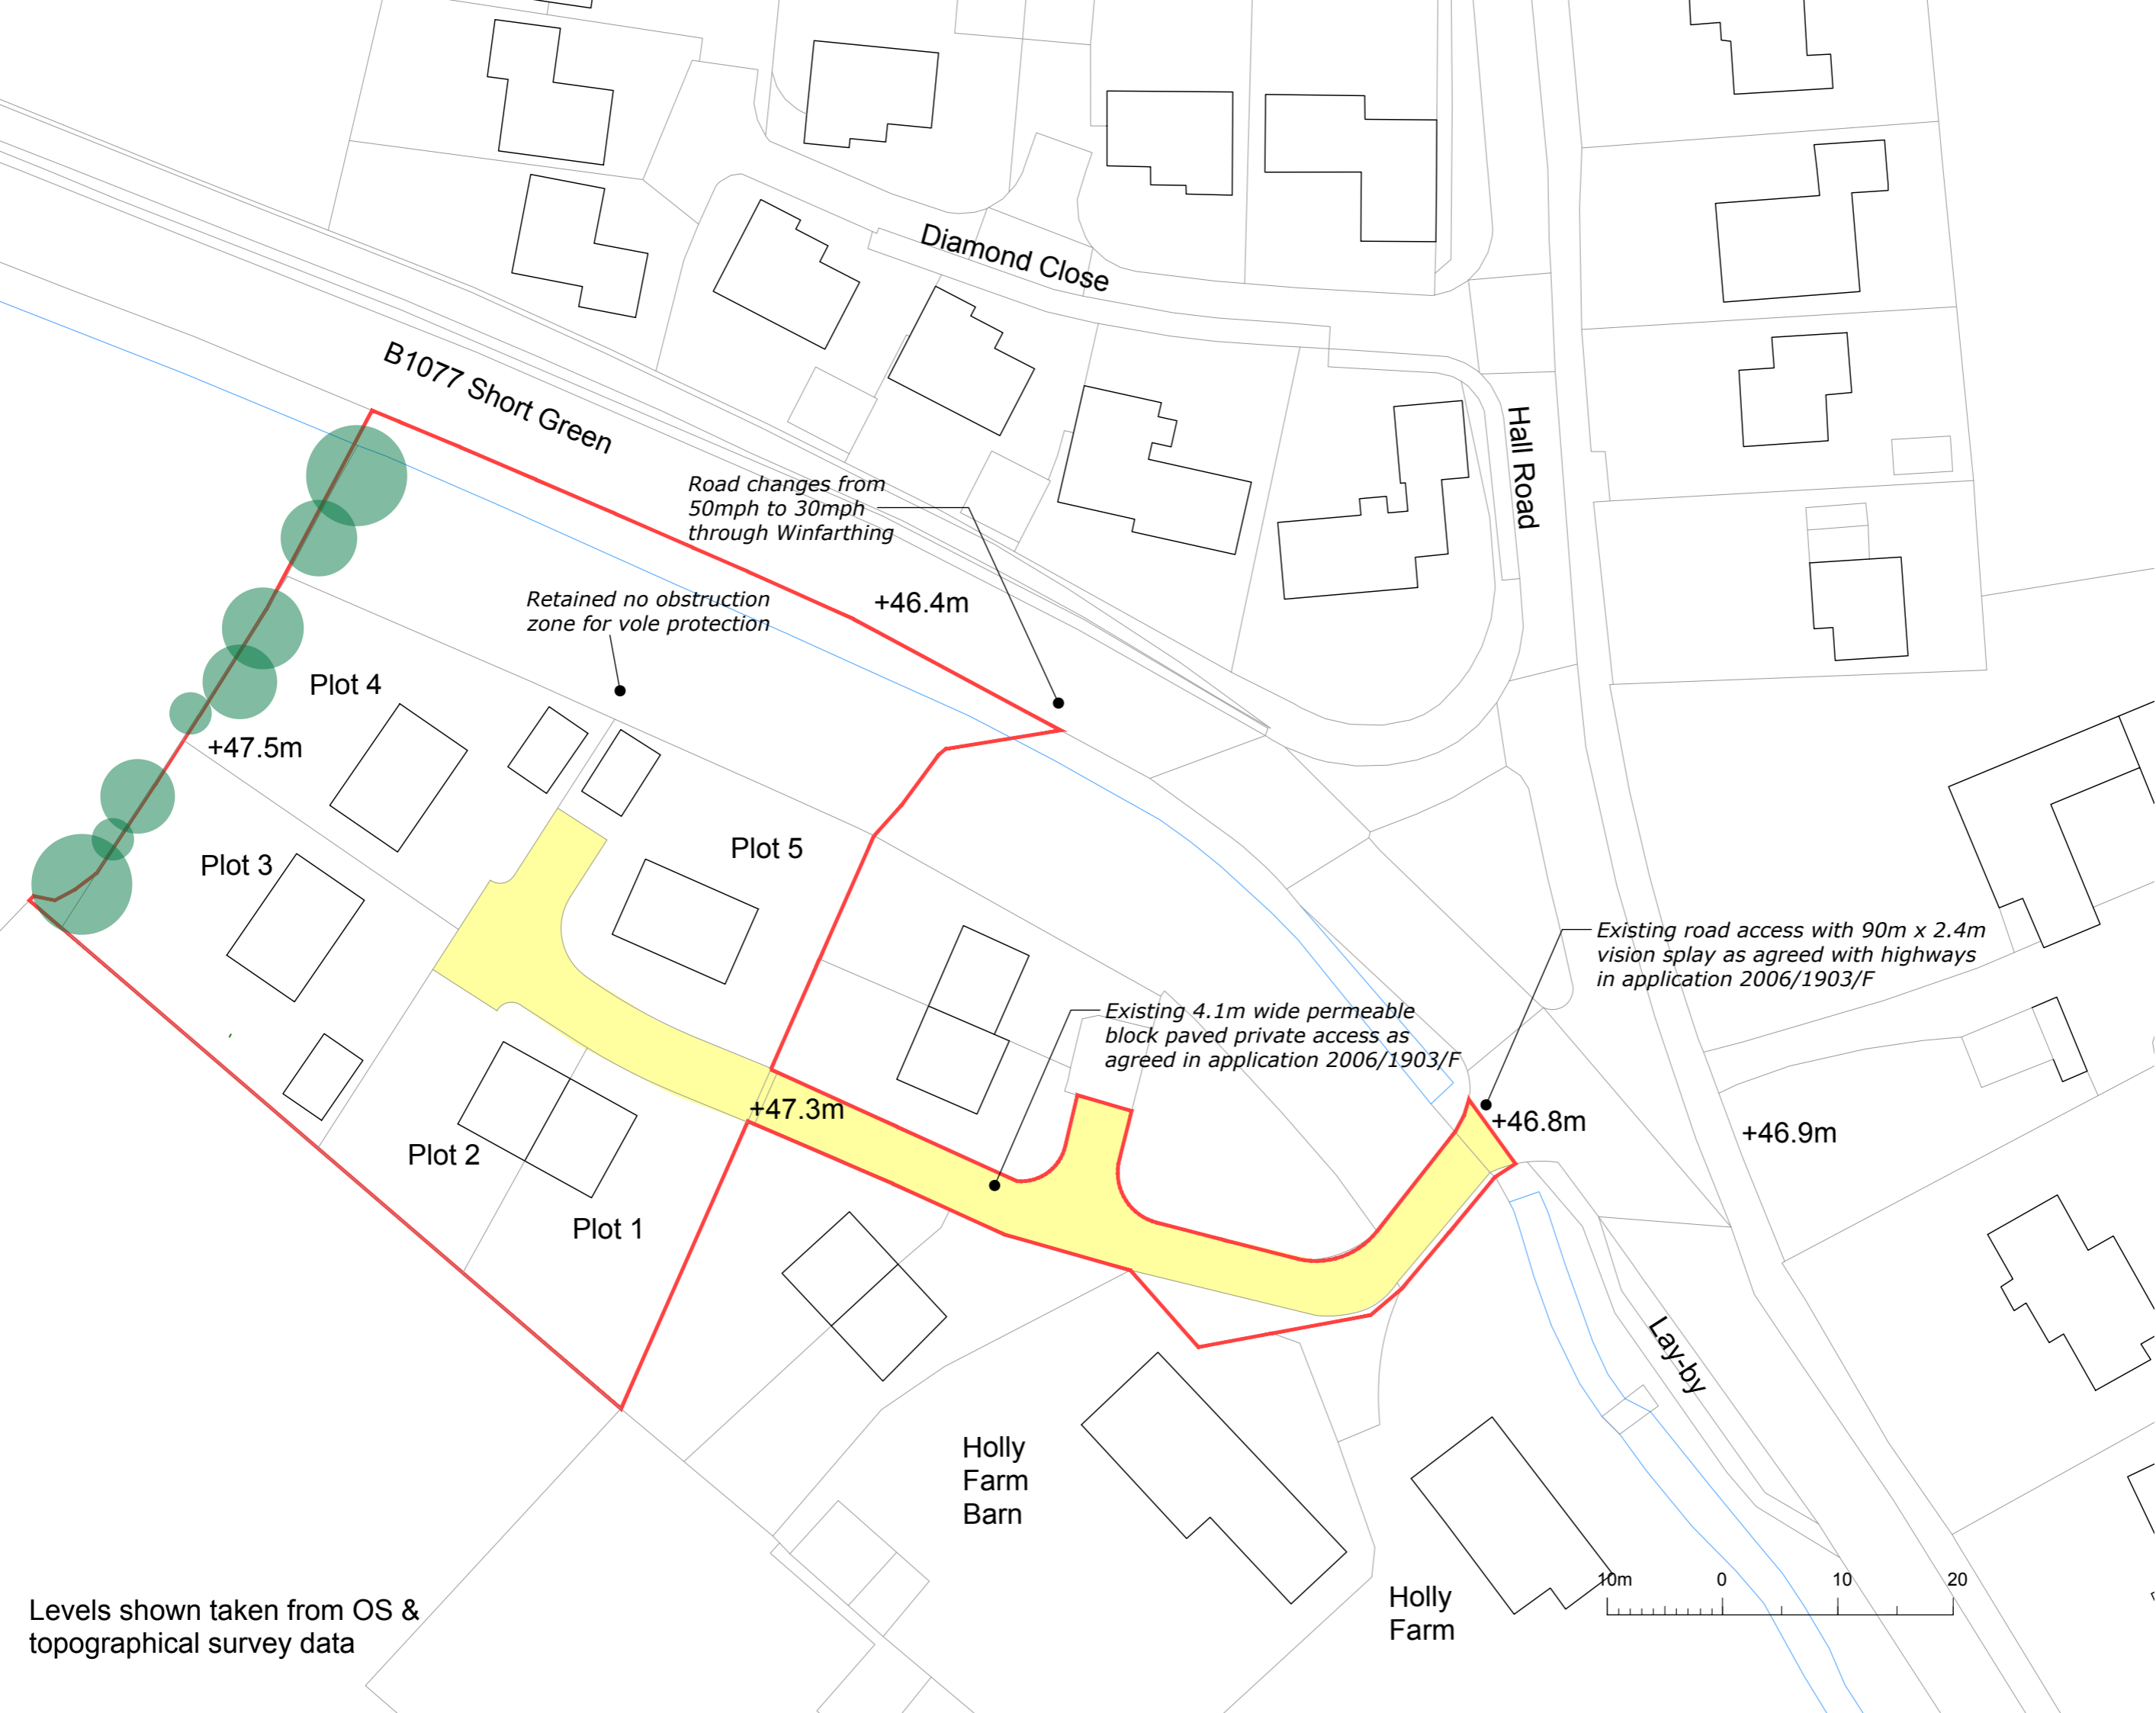 Diamond Close
B1077 Short Green
Hall Road
Road changes from
50mph to 30mph
through Winfarthing
+46.4m
Retained no obstruction
zone for vole protection
Plot 4
+47.5m
Plot 5
Plot 3
Existing road access with 90m x 2.4m
vision splay as agreed with highways
in application 2006/1903/F
Existing 4.1m wide permeable
block paved private access as
agreed in application 2006/1903/F
+47.3m
+46.8m
+46.9m
Plot 2
Plot 1
Lay-by
Holly
Farm
Barn
Holly
Farm
10m 0 10 20
Levels shown taken from OS &
topographical survey data